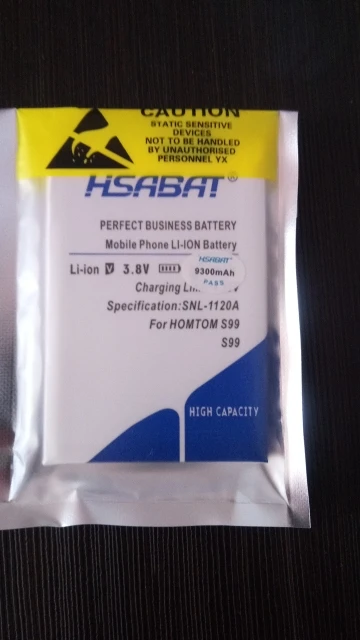 CAUTION
STATIC SENSITIVE
DEVICES
NOT TO BE HANDLED
BY UNAUTHORISED
PERSONNEL YX
HSABAT®
PERFECT BUSINESS BATTERY
Mobile Phone LI-ION Battery
HSABAT
Li-ion V 3.8V
9300mAh
PASS
Charging
Specification:SNL-1120A
For HOMTOM S99
S99
HIGH CAPACITY